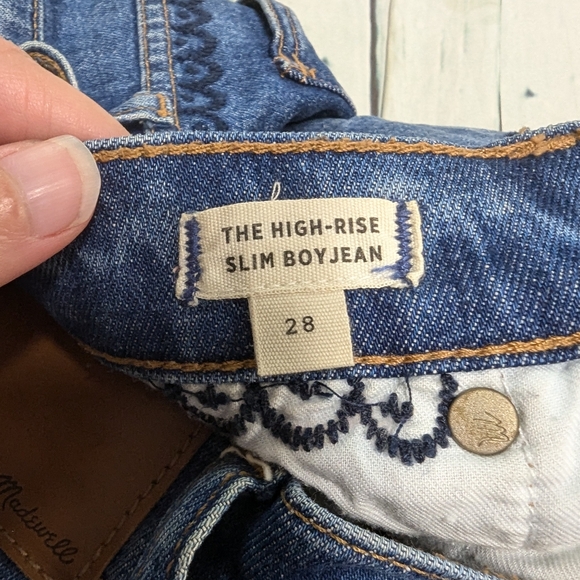 THE HIGH-RISE
SLIM BOYJEAN
28
Madewell